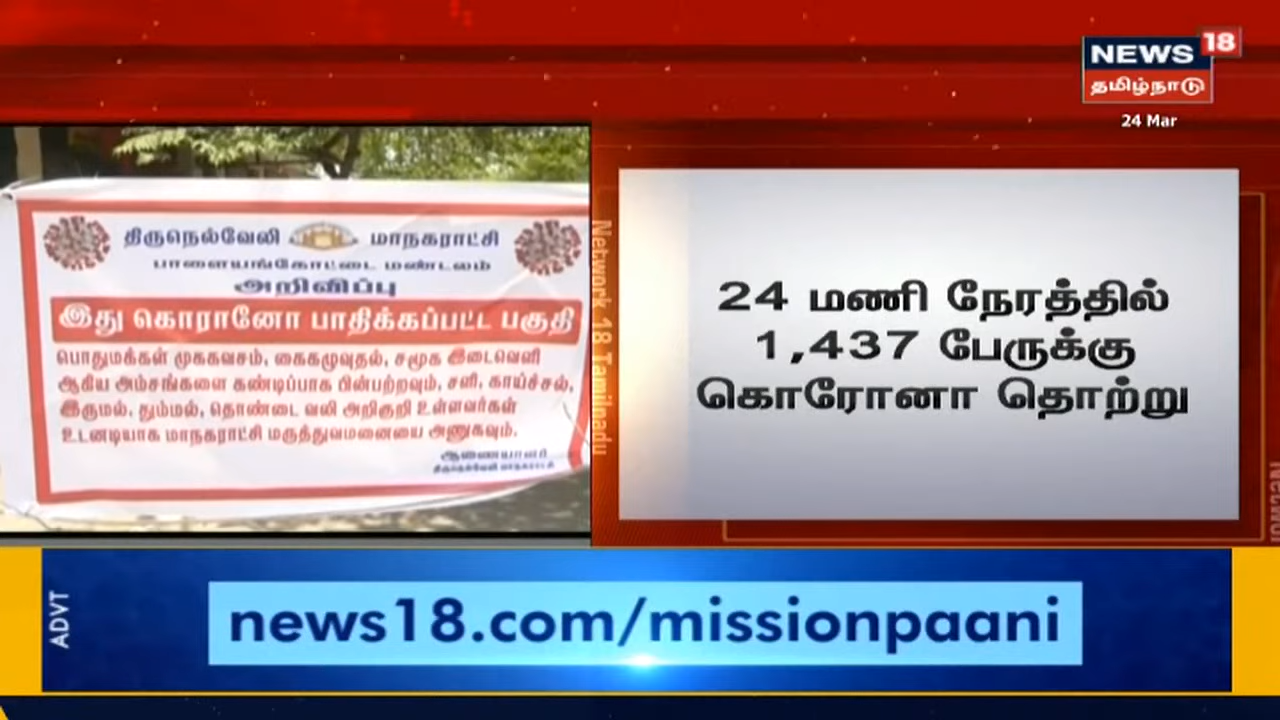 NEWS 18
தமிழ்நாடு
24 Mar
திருநெல்வேலி மாநகராட்சி
பாளையங்கோட்டை மண்டலம்
அறிவிப்பு
இது கொரானோ பாதிக்கப்பட்ட பகுதி
பொதுமக்கள் முககவசம், கைகழுவுதல், சமூக இடைவெளி
ஆகிய அம்சங்களை கண்டிப்பாக பின்பற்றவும், சளி, காய்ச்சல்,
இருமல், தும்மல், தொண்டை வலி அறிகுறி உள்ளவர்கள்
உடனடியாக மாநகராட்சி மருத்துவமனையை அணுகவும்.
ஆணையாளர்
திருநெல்வேலி மாநகராட்சி
Network 18 Tamilnadu
24 மணி நேரத்தில்
1,437 பேருக்கு
கொரோனா தொற்று
ADVT
news18.com/missionpaani